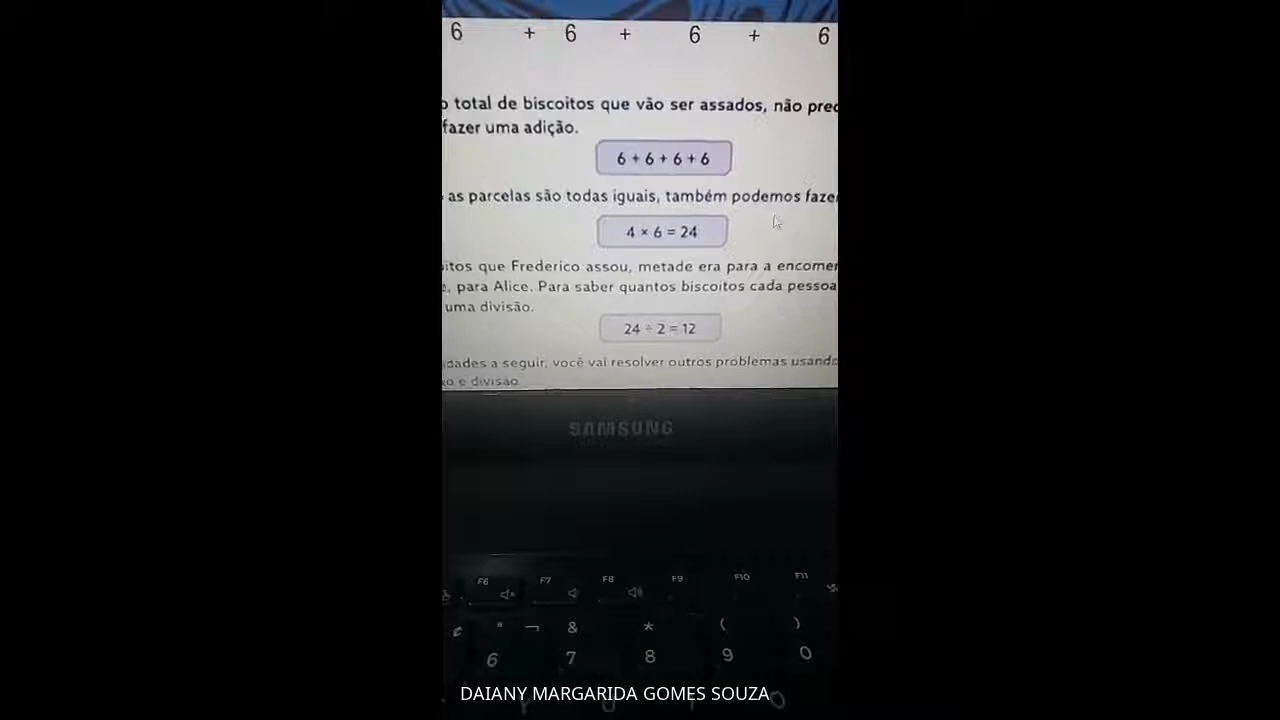 6 + 6 + 6 + 6
o total de biscoitos que vão ser assados, não prec
fazer uma adição.
6 + 6 + 6 + 6
as parcelas são todas iguais, também podemos faze
4 × 6 = 24
itos que Frederico assou, metade era para a encomen
e, para Alice. Para saber quantos biscoitos cada pessoa
uma divisão.
24 ÷ 2 = 12
dades a seguir, você vai resolver outros problemas usando
o e divisão
SAMSUNG
F6 F7 F8 F9 F10 F11
" ¬ & * ( )
6 7 8 9 0
DAIANY MARGARIDA GOMES SOUZA